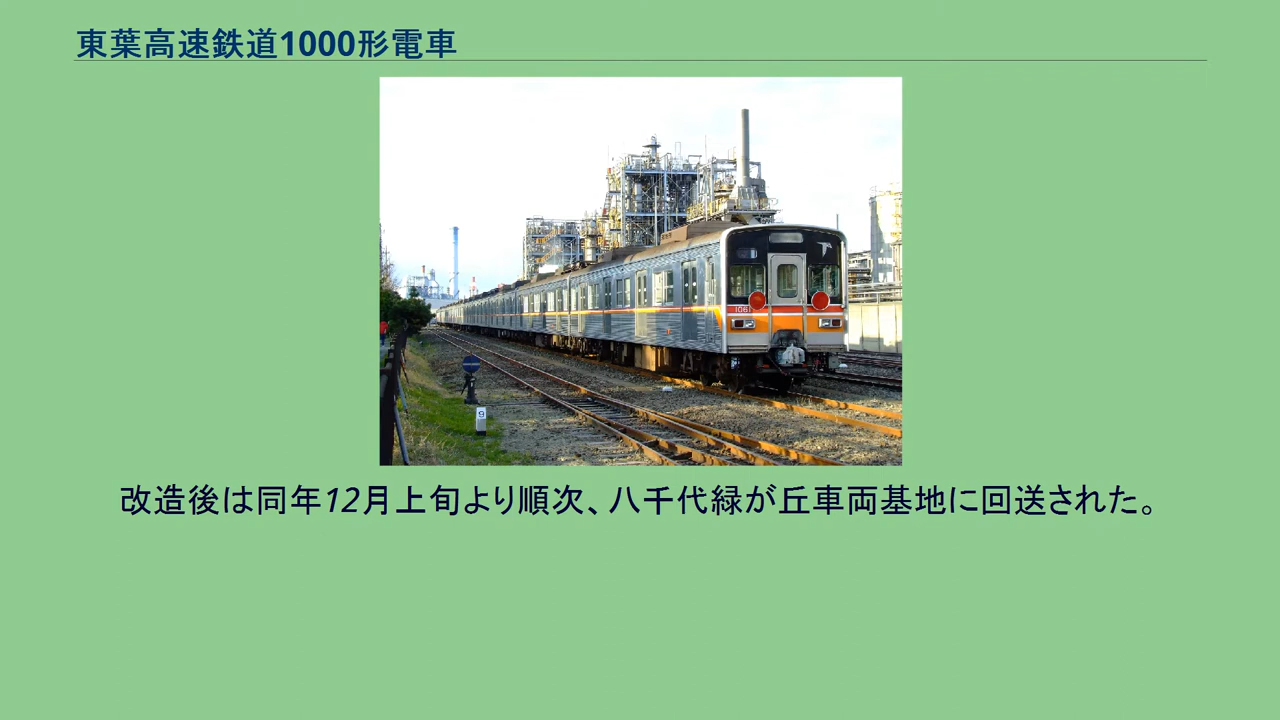 東葉高速鉄道1000形電車
1061
9
改造後は同年12月上旬より順次、八千代緑が丘車両基地に回送された。